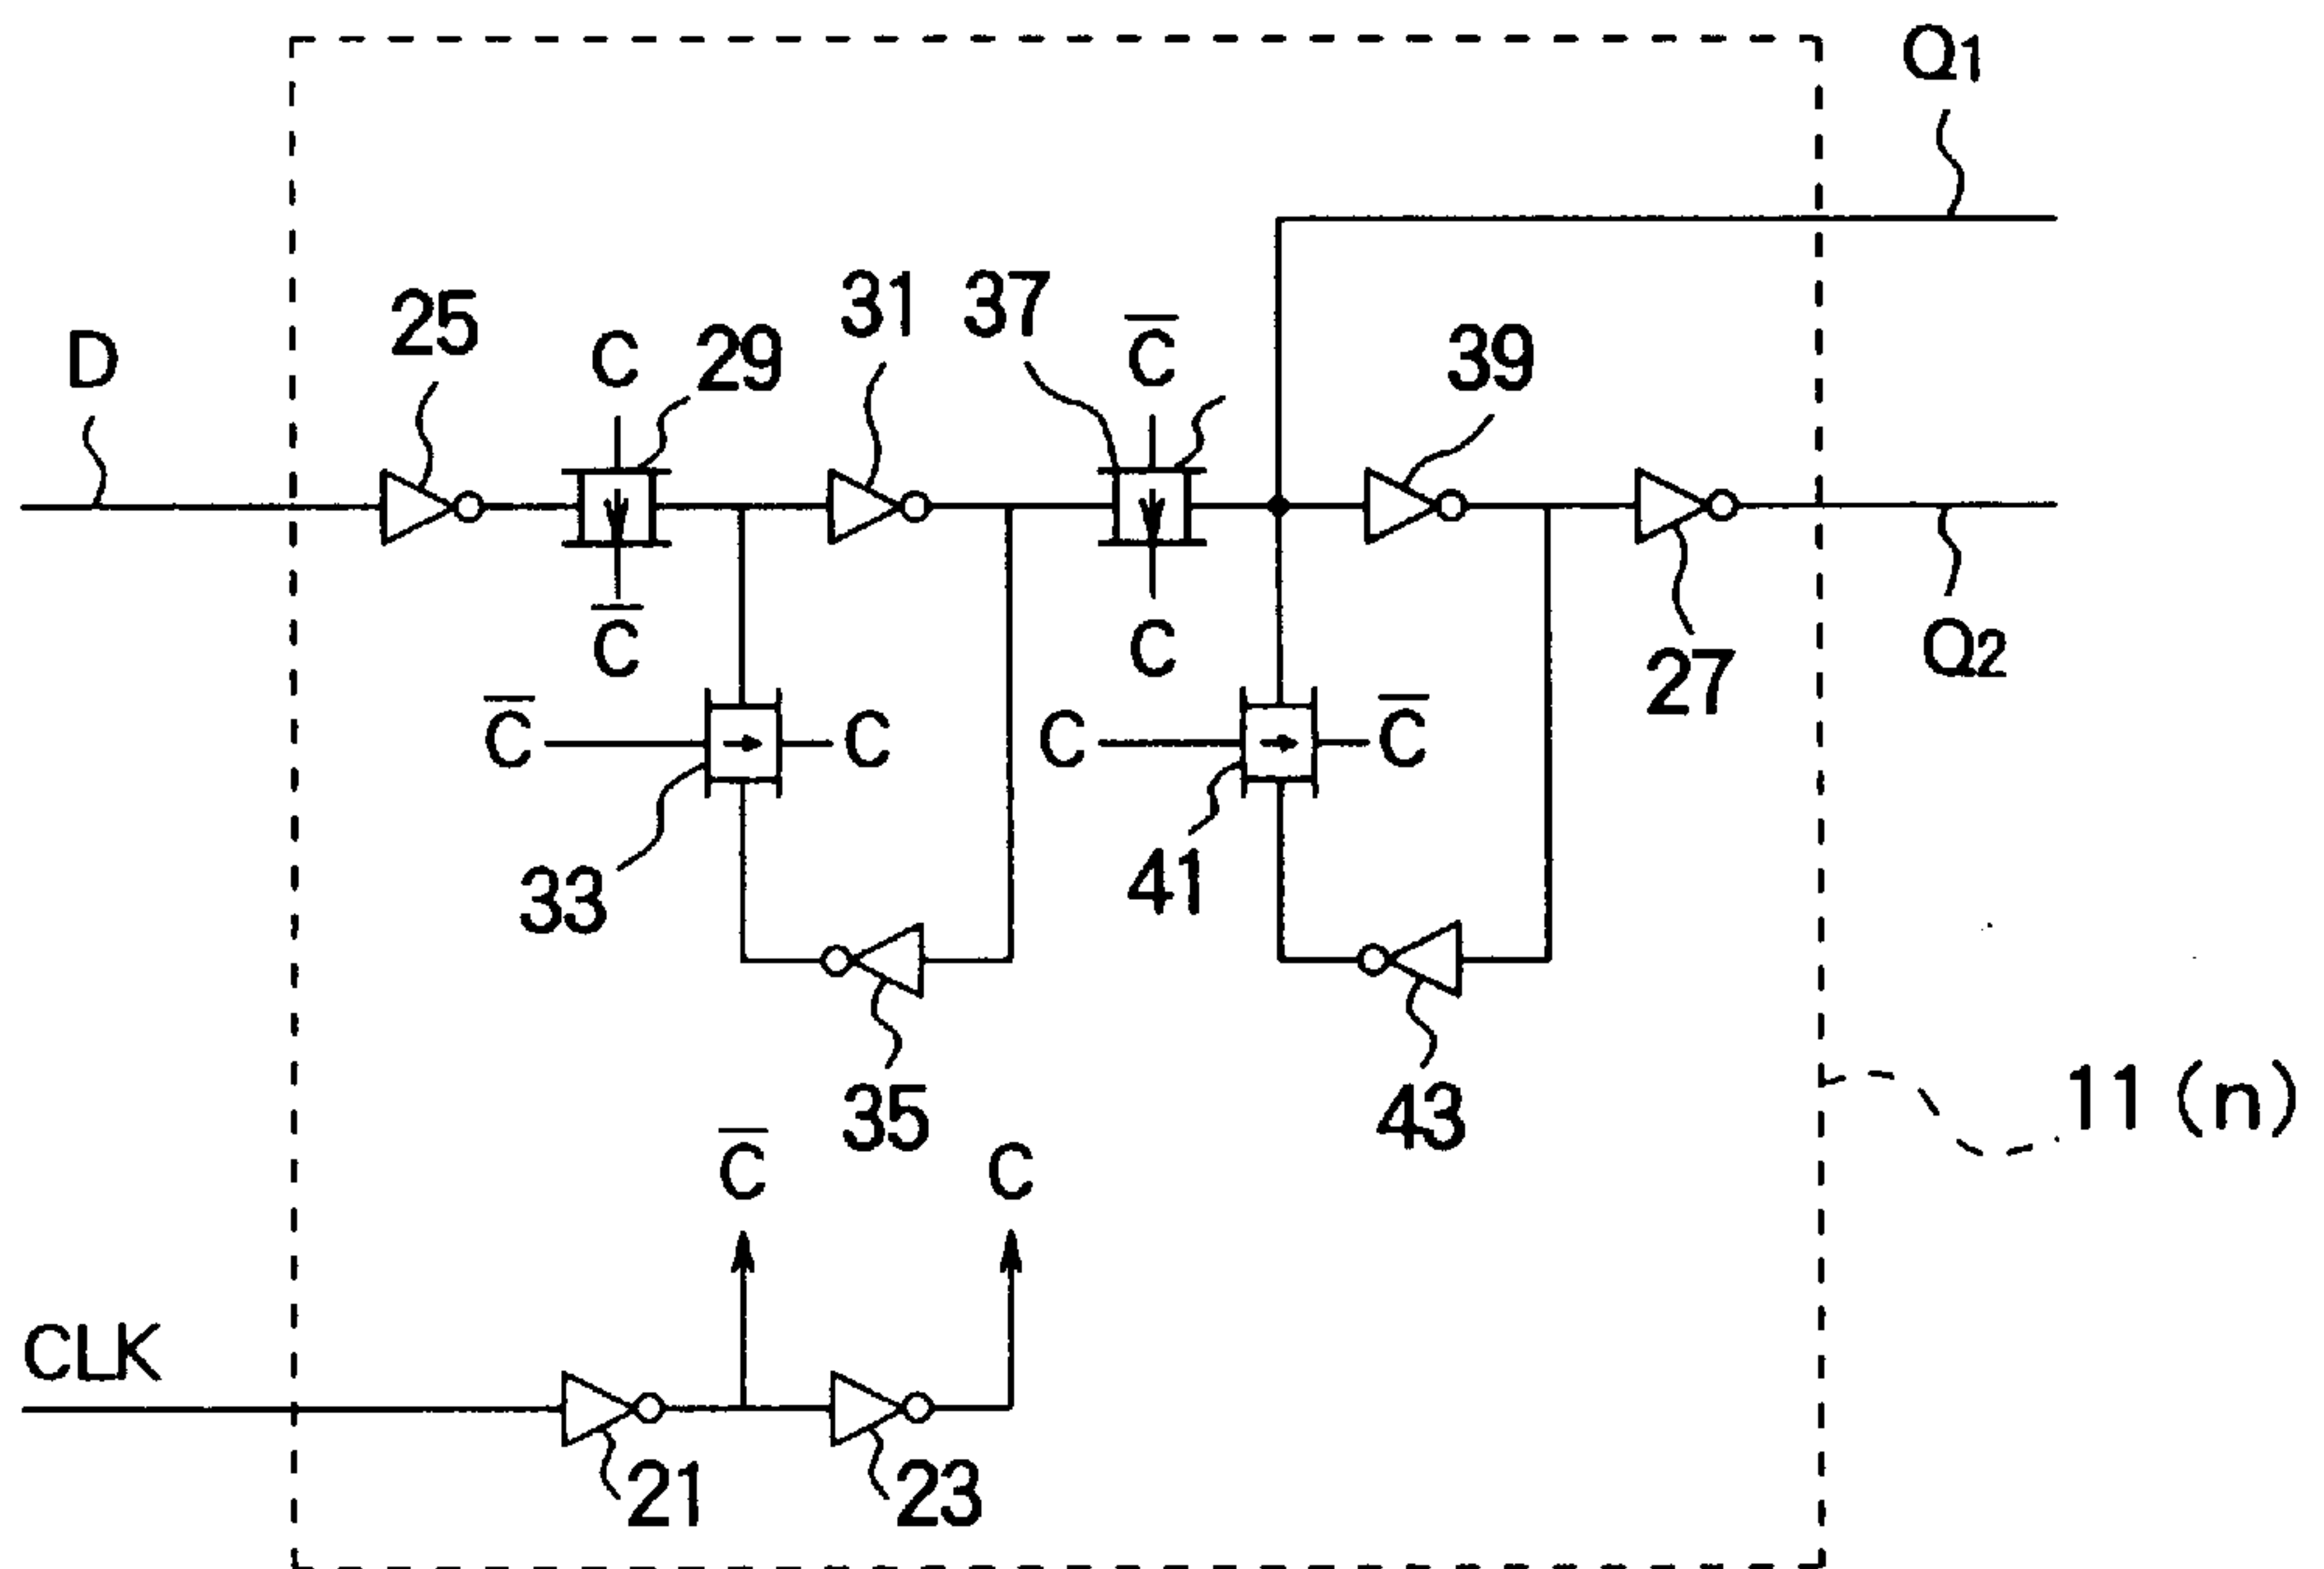 Q1
31 37 C̅
25
C 29 39
D
C̅ C
27 Q2
C̅ C C C̅
33 41
35 43 11 (n)
C̅ C
CLK
21 23